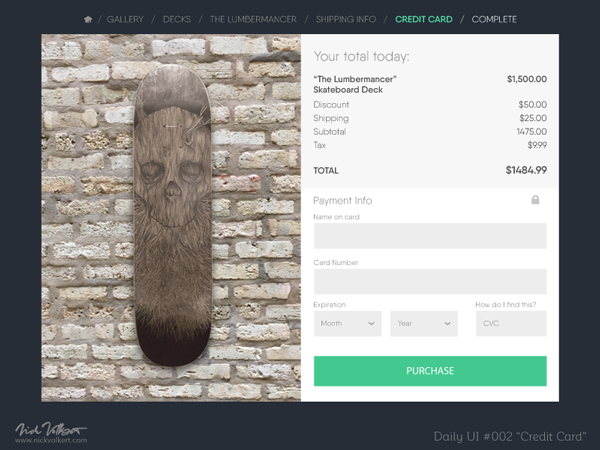 / GALLERY / DECKS / THE LUMBERMANCER / SHIPPING INFO / CREDIT CARD / COMPLETE
Your total today:
“The Lumbermancer” $1,500.00
Skateboard Deck
Discount $50.00
Shipping $25.00
Subtotal 1475.00
Tax $9.99
TOTAL $1484.99
Payment Info
Name on card
Card Number
Expiration How do I find this?
Month Year CVC
PURCHASE
Nick Volkert
www.nickvolkert.com
Daily UI #002 “Credit Card”